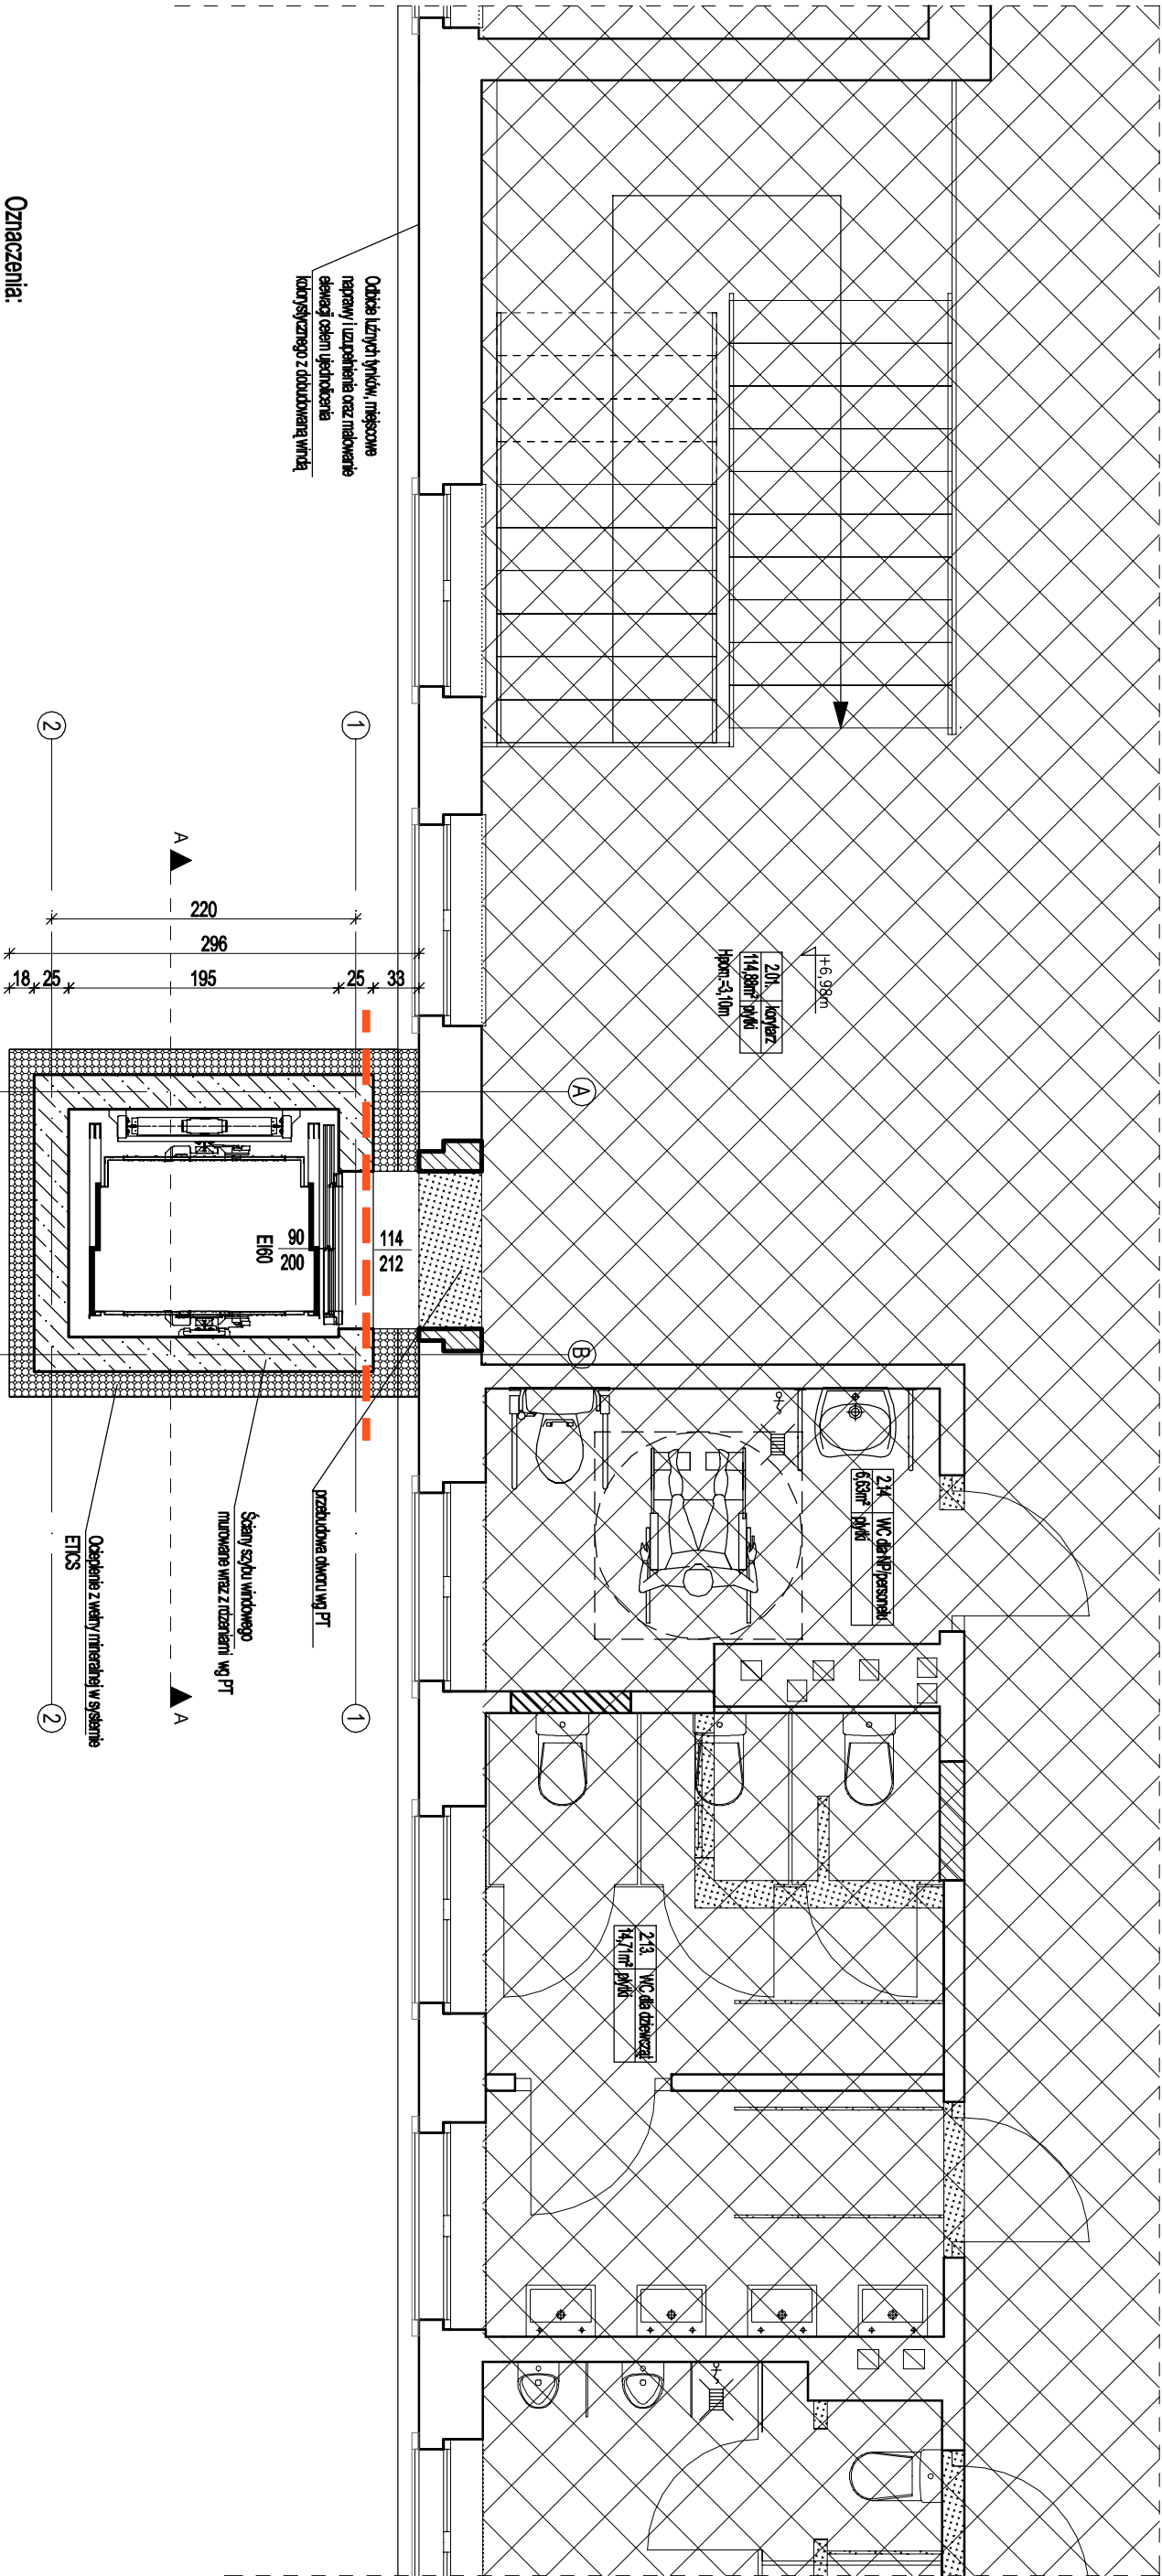 +6,98m
2.01. korytarz
114,88m² płytki
Hpom.=3,10m
Odbicie luźnych tynków, miejscowe
naprawy i uzupełnienia oraz malowanie
elewacji celem ujednolicenia
kolorystycznego z dobudowaną windą
Oznaczenia:
1
2
A
220
296
18
25
195
25
33
A
B
114
212
90
200
EI60
2.14. WC dla NP/personelu
6,63m² płytki
przebudowa otworu wg PT
Ściany szybu windowego
murowane wraz z rdzeniami wg PT
Ocieplenie z wełny mineralnej w systemie
ETICS
A
1
2
2.13. WC dla dziewcząt
14,71m² płytki